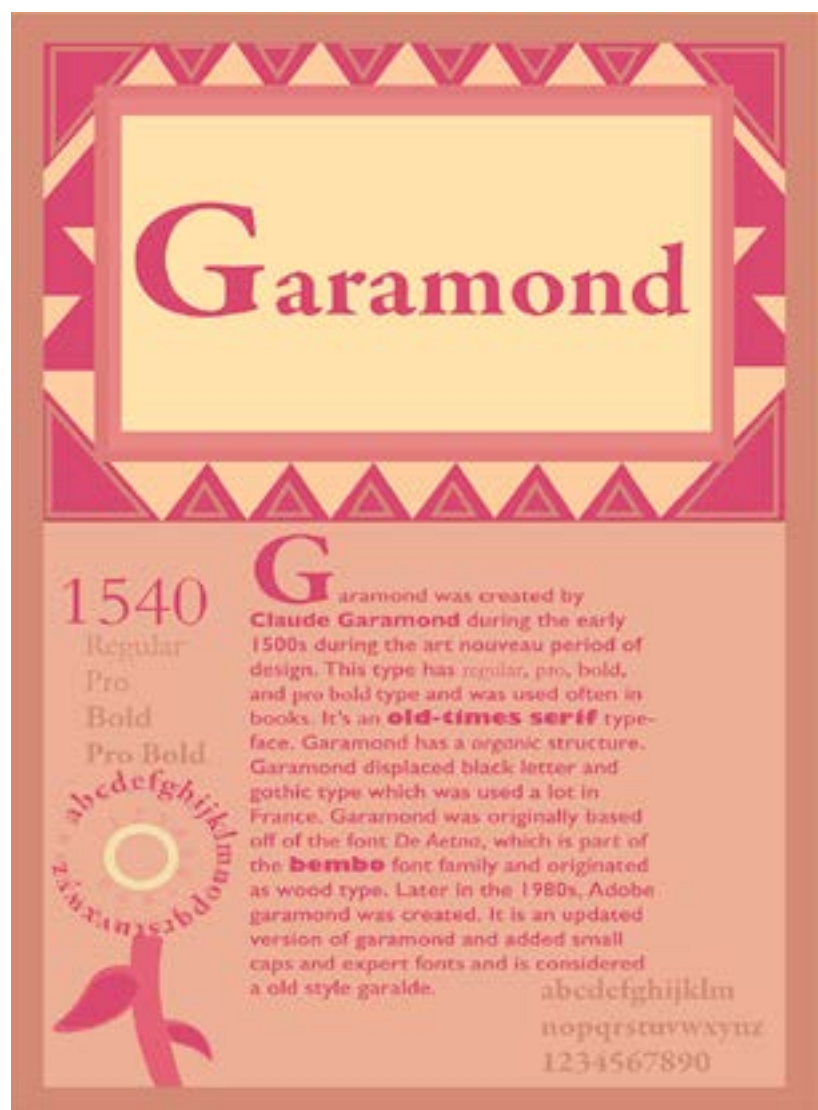 Garamond
1540
Regular
Pro
Bold
Pro Bold
abcdefghijklmnopqrstuvwxyz
Garamond was created by
Claude Garamond during the early
1500s during the art nouveau period of
design. This type has regular, pro, bold,
and pro bold type and was used often in
books. It's an old-times serif type-
face. Garamond has a organic structure.
Garamond displaced black letter and
gothic type which was used a lot in
France. Garamond was originally based
off of the font De Aetna, which is part of
the bembo font family and originated
as wood type. Later in the 1980s, Adobe
garamond was created. It is an updated
version of garamond and added small
caps and expert fonts and is considered
a old style garalde.
abcdefghijklm
nopqrstuvwxynz
1234567890